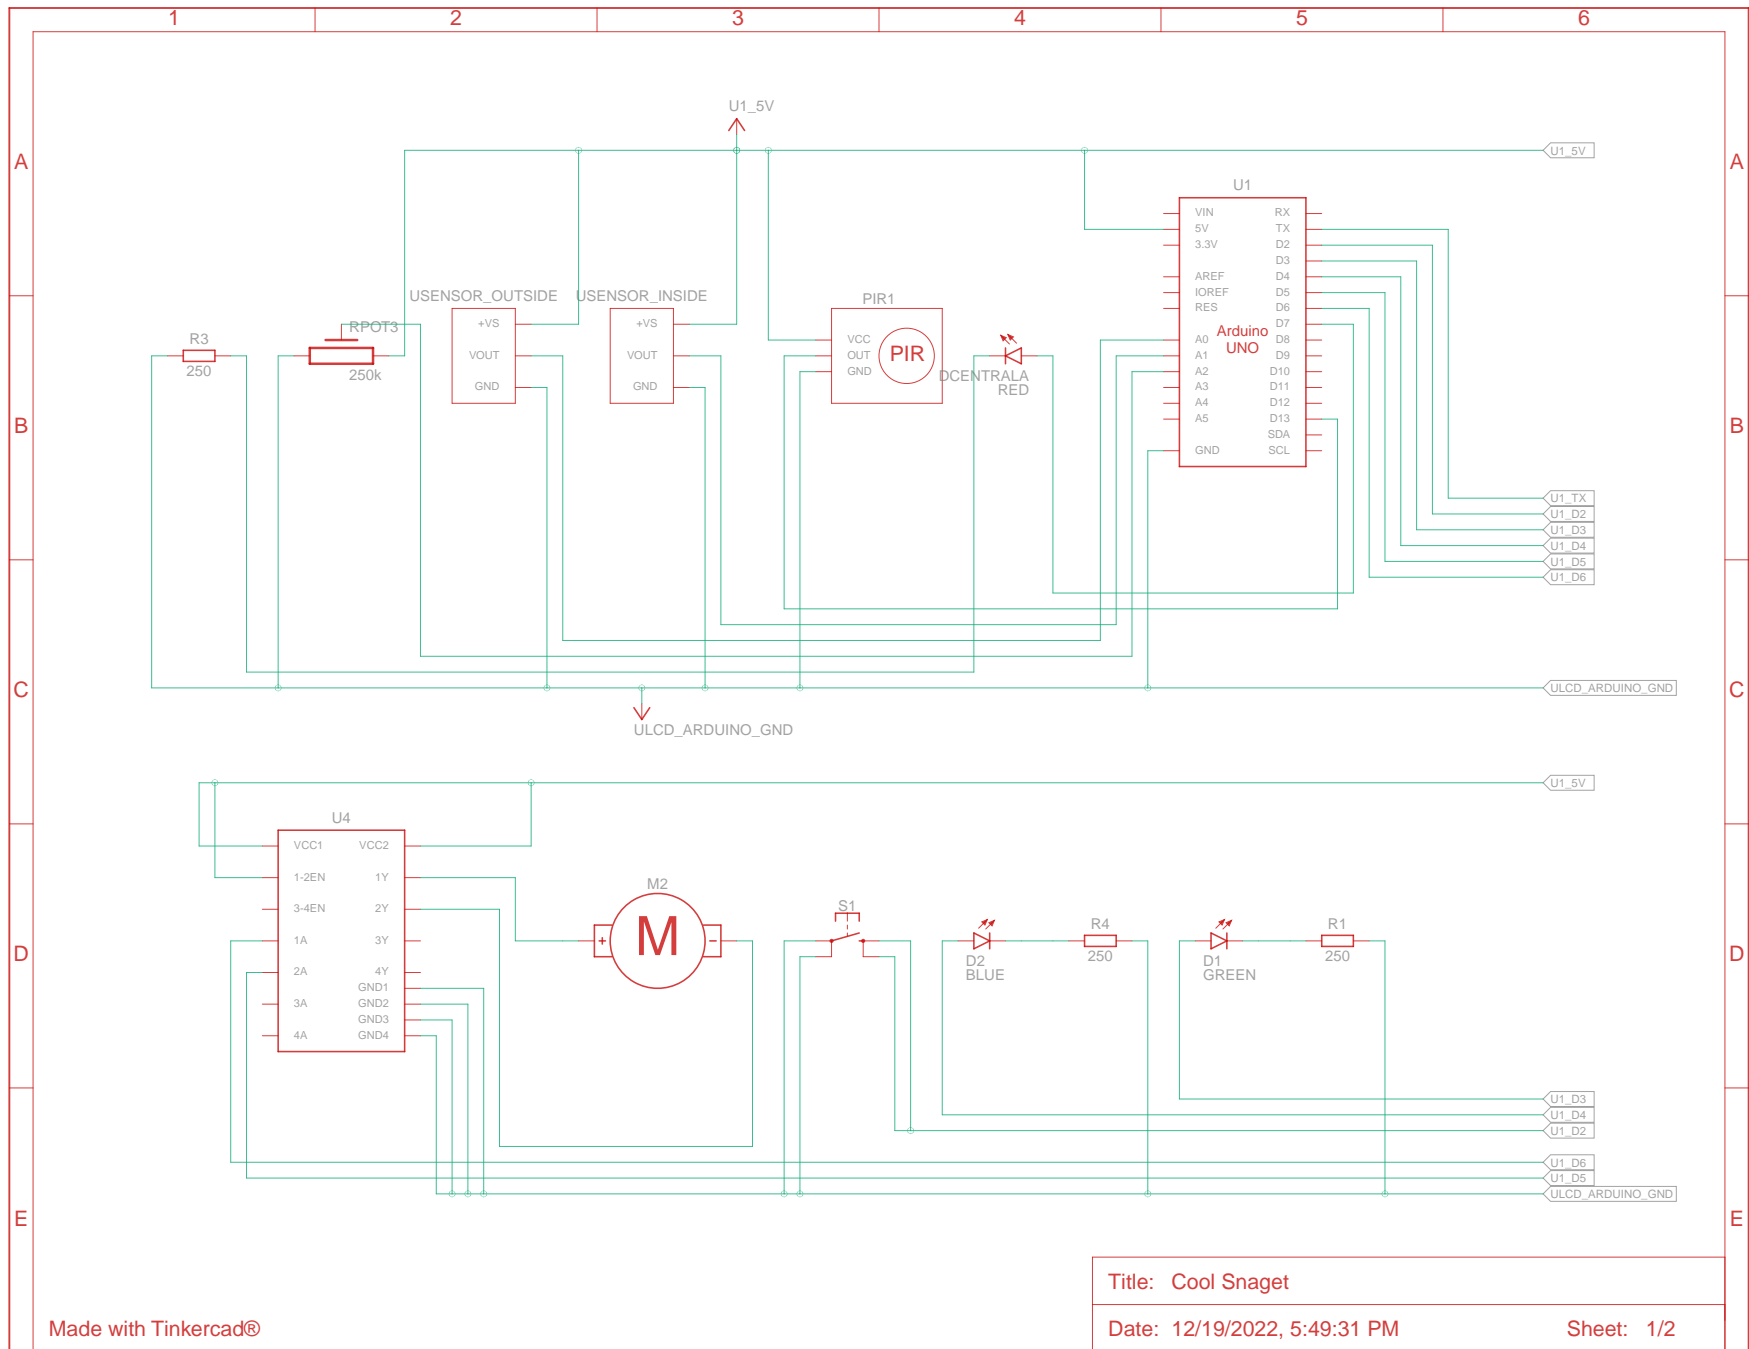 1 2 3 4 5 6
U1_5V
A A
U1_5V
U1
VIN RX
5V TX
3.3V D2
D3
AREF D4
IOREF D5
RES D6
D7
Arduino
UNO
A0 D8
A1 D9
A2 D10
A3 D11
A4 D12
A5 D13
SDA
GND SCL
USENSOR_OUTSIDE USENSOR_INSIDE
PIR1
+VS +VS
VOUT VOUT
GND GND
VCC
OUT
GND
PIR
R3
250
RPOT3
250k
DCENTRALA
RED
B B
U1_TX
U1_D2
U1_D3
U1_D4
U1_D5
U1_D6
C C
ULCD_ARDUINO_GND
ULCD_ARDUINO_GND
U1_5V
U4
VCC1 VCC2
1-2EN 1Y
3-4EN 2Y
1A 3Y
2A 4Y
GND1
3A GND2
GND3
4A GND4
M2
+ M -
S1
D2
BLUE
R4
250
D1
GREEN
R1
250
D D
U1_D3
U1_D4
U1_D2
U1_D6
U1_D5
ULCD_ARDUINO_GND
E E
Title: Cool Snaget
Made with Tinkercad®
Date: 12/19/2022, 5:49:31 PM Sheet: 1/2